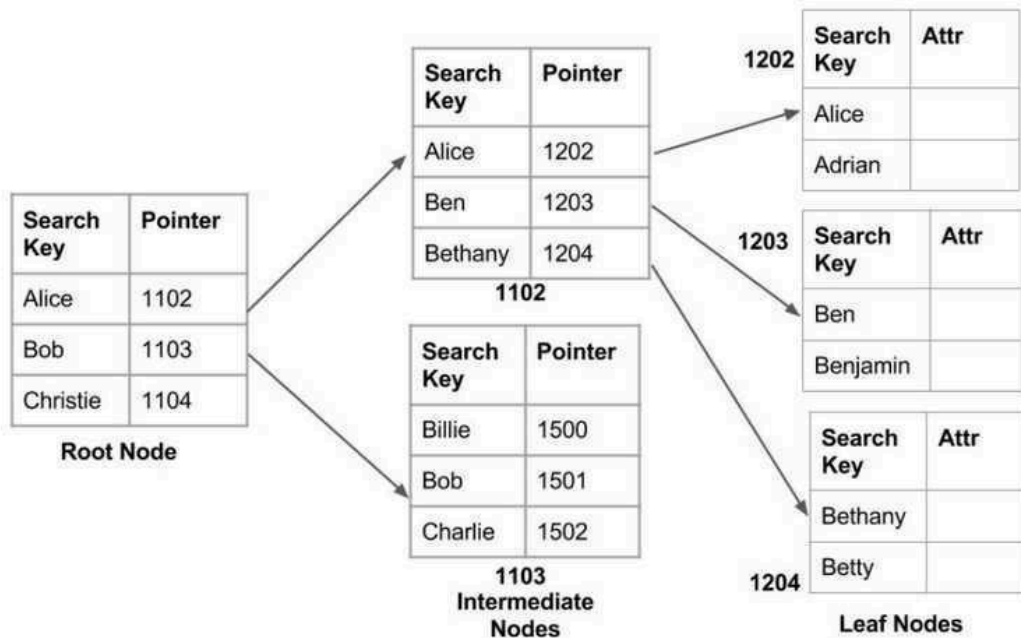 Search Key Pointer
Alice 1102
Bob 1103
Christie 1104
Root Node
Search Key Pointer
Alice 1202
Ben 1203
Bethany 1204
1102
Search Key Pointer
Billie 1500
Bob 1501
Charlie 1502
1103
Intermediate
Nodes
1202
Search Key Attr
Alice
Adrian
1203
Search Key Attr
Ben
Benjamin
Search Key Attr
Bethany
Betty
1204
Leaf Nodes